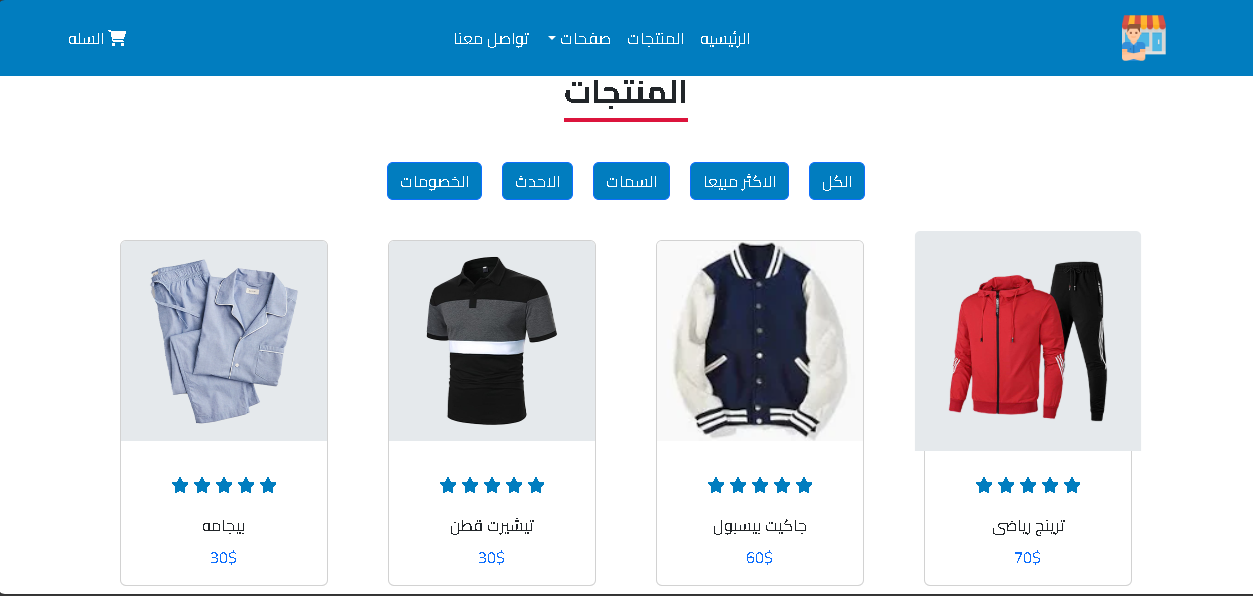 الرئيسيه
المنتجات
صفحات
تواصل معنا
السله
المنتجات
الكل
الاكثر مبيعا
السمات
الاحدث
الخصومات
ترينج رياضى
70$
جاكيت بيسبول
60$
تيشيرت قطن
30$
بيجامه
30$